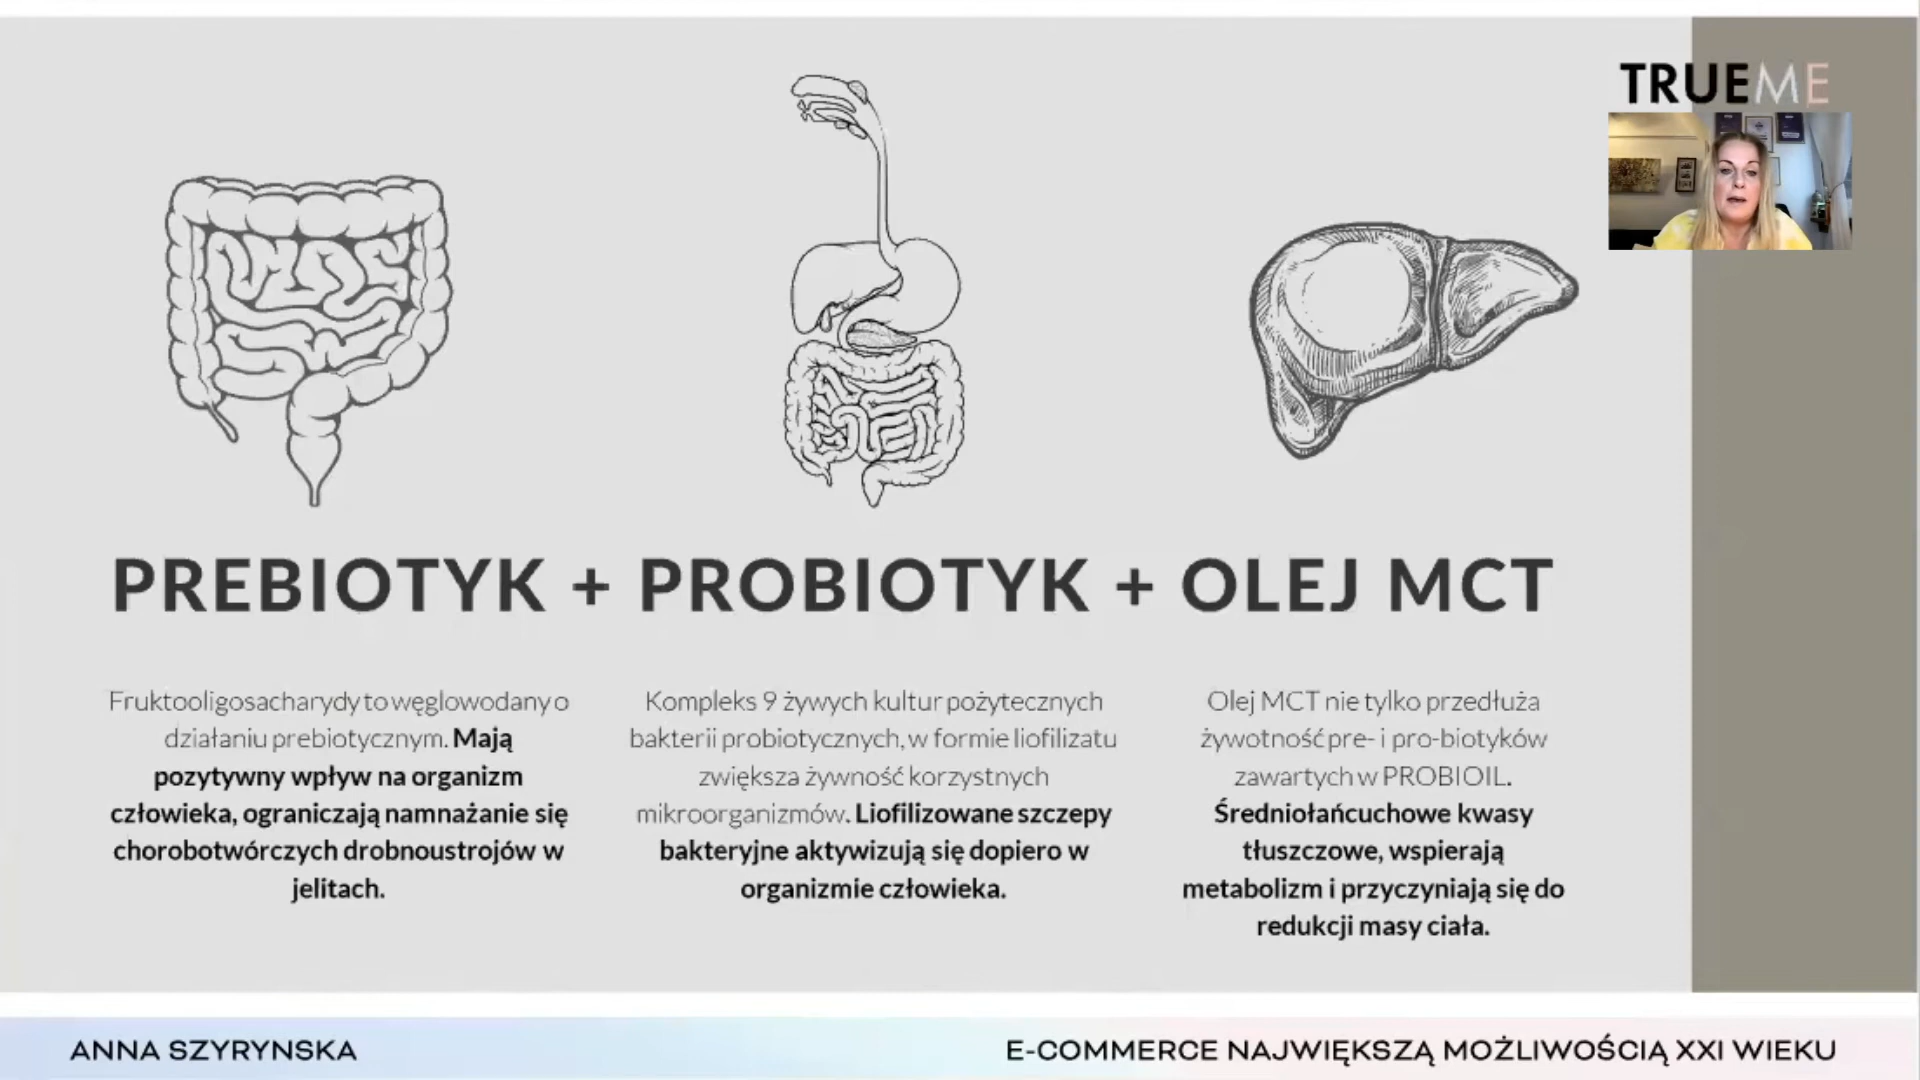 TRUEME
PREBIOTYK + PROBIOTYK + OLEJ MCT
Fruktooligosacharydy to węglowodany o
działaniu prebiotycznym. Mają
pozytywny wpływ na organizm
człowieka, ograniczają namnażanie się
chorobotwórczych drobnoustrojów w
jelitach.
Kompleks 9 żywych kultur pożytecznych
bakterii probiotycznych, w formie liofilizatu
zwiększa żywność korzystnych
mikroorganizmów. Liofilizowane szczepy
bakteryjne aktywizują się dopiero w
organizmie człowieka.
Olej MCT nie tylko przedłuża
żywotność pre- i pro-biotyków
zawartych w PROBIOIL.
Średniołańcuchowe kwasy
tłuszczowe, wspierają
metabolizm i przyczyniają się do
redukcji masy ciała.
ANNA SZYRYNSKA
E-COMMERCE NAJWIĘKSZĄ MOŻLIWOŚCIĄ XXI WIEKU